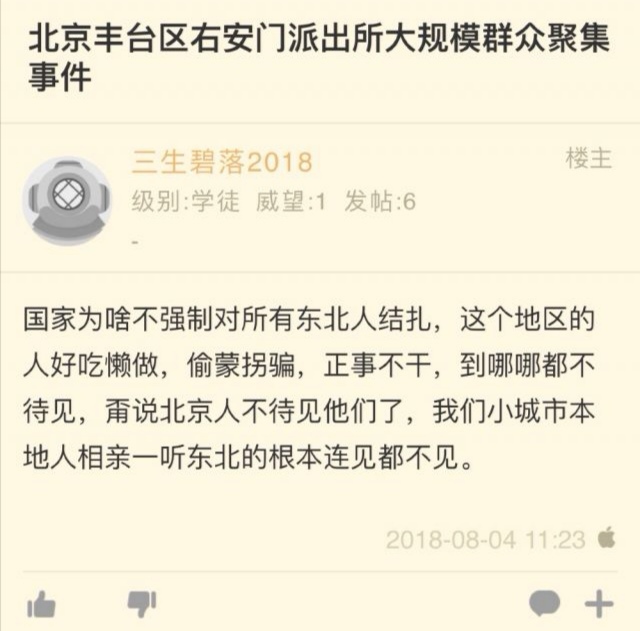 北京丰台区右安门派出所大规模群众聚集
事件
三生碧落2018
楼主
级别:学徒 威望:1 发帖:6
-
国家为啥不强制对所有东北人结扎，这个地区的
人好吃懒做，偷蒙拐骗，正事不干，到哪哪都不
待见，甭说北京人不待见他们了，我们小城市本
地人相亲一听东北的根本连见都不见。
2018-08-04 11:23